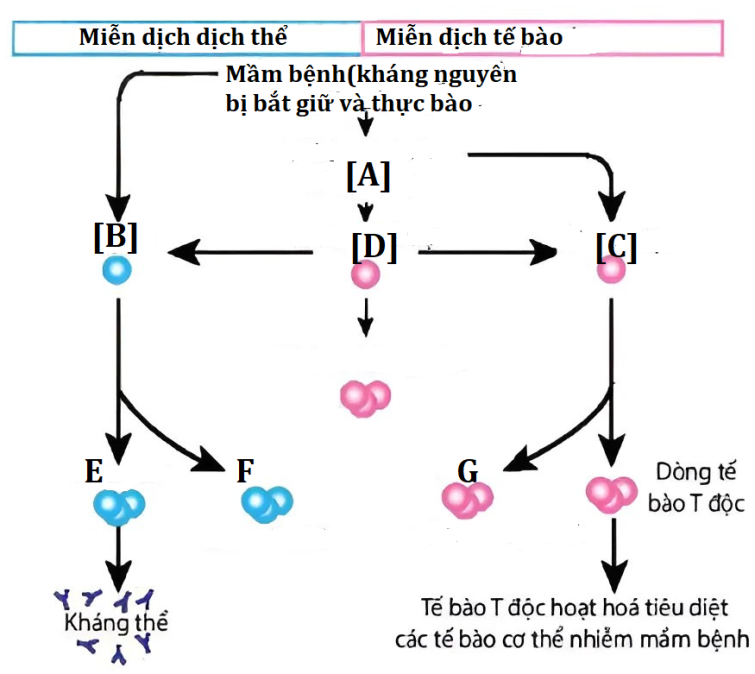 Miễn dịch dịch thể
Miễn dịch tế bào
Mầm bệnh(kháng nguyên
bị bắt giữ và thực bào
[A]
[B]
[D]
[C]
E
F
G
Dòng tế
bào T độc
Kháng thể
Tế bào T độc hoạt hoá tiêu diệt
các tế bào cơ thể nhiễm mầm bệnh